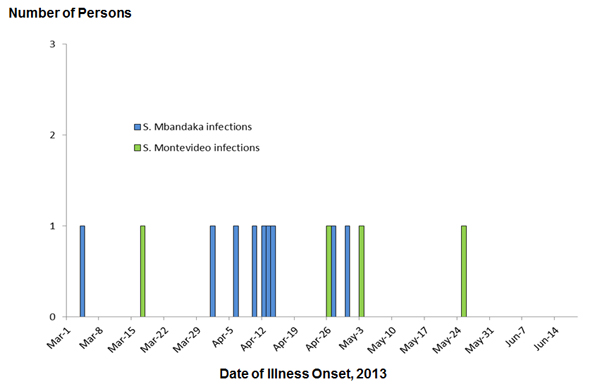 Number of Persons
3
2
1
0
S. Mbandaka infections
S. Montevideo infections
Mar-1
Mar-8
Mar-15
Mar-22
Mar-29
Apr-5
Apr-12
Apr-19
Apr-26
May-3
May-10
May-17
May-24
May-31
Jun-7
Jun-14
Date of Illness Onset, 2013